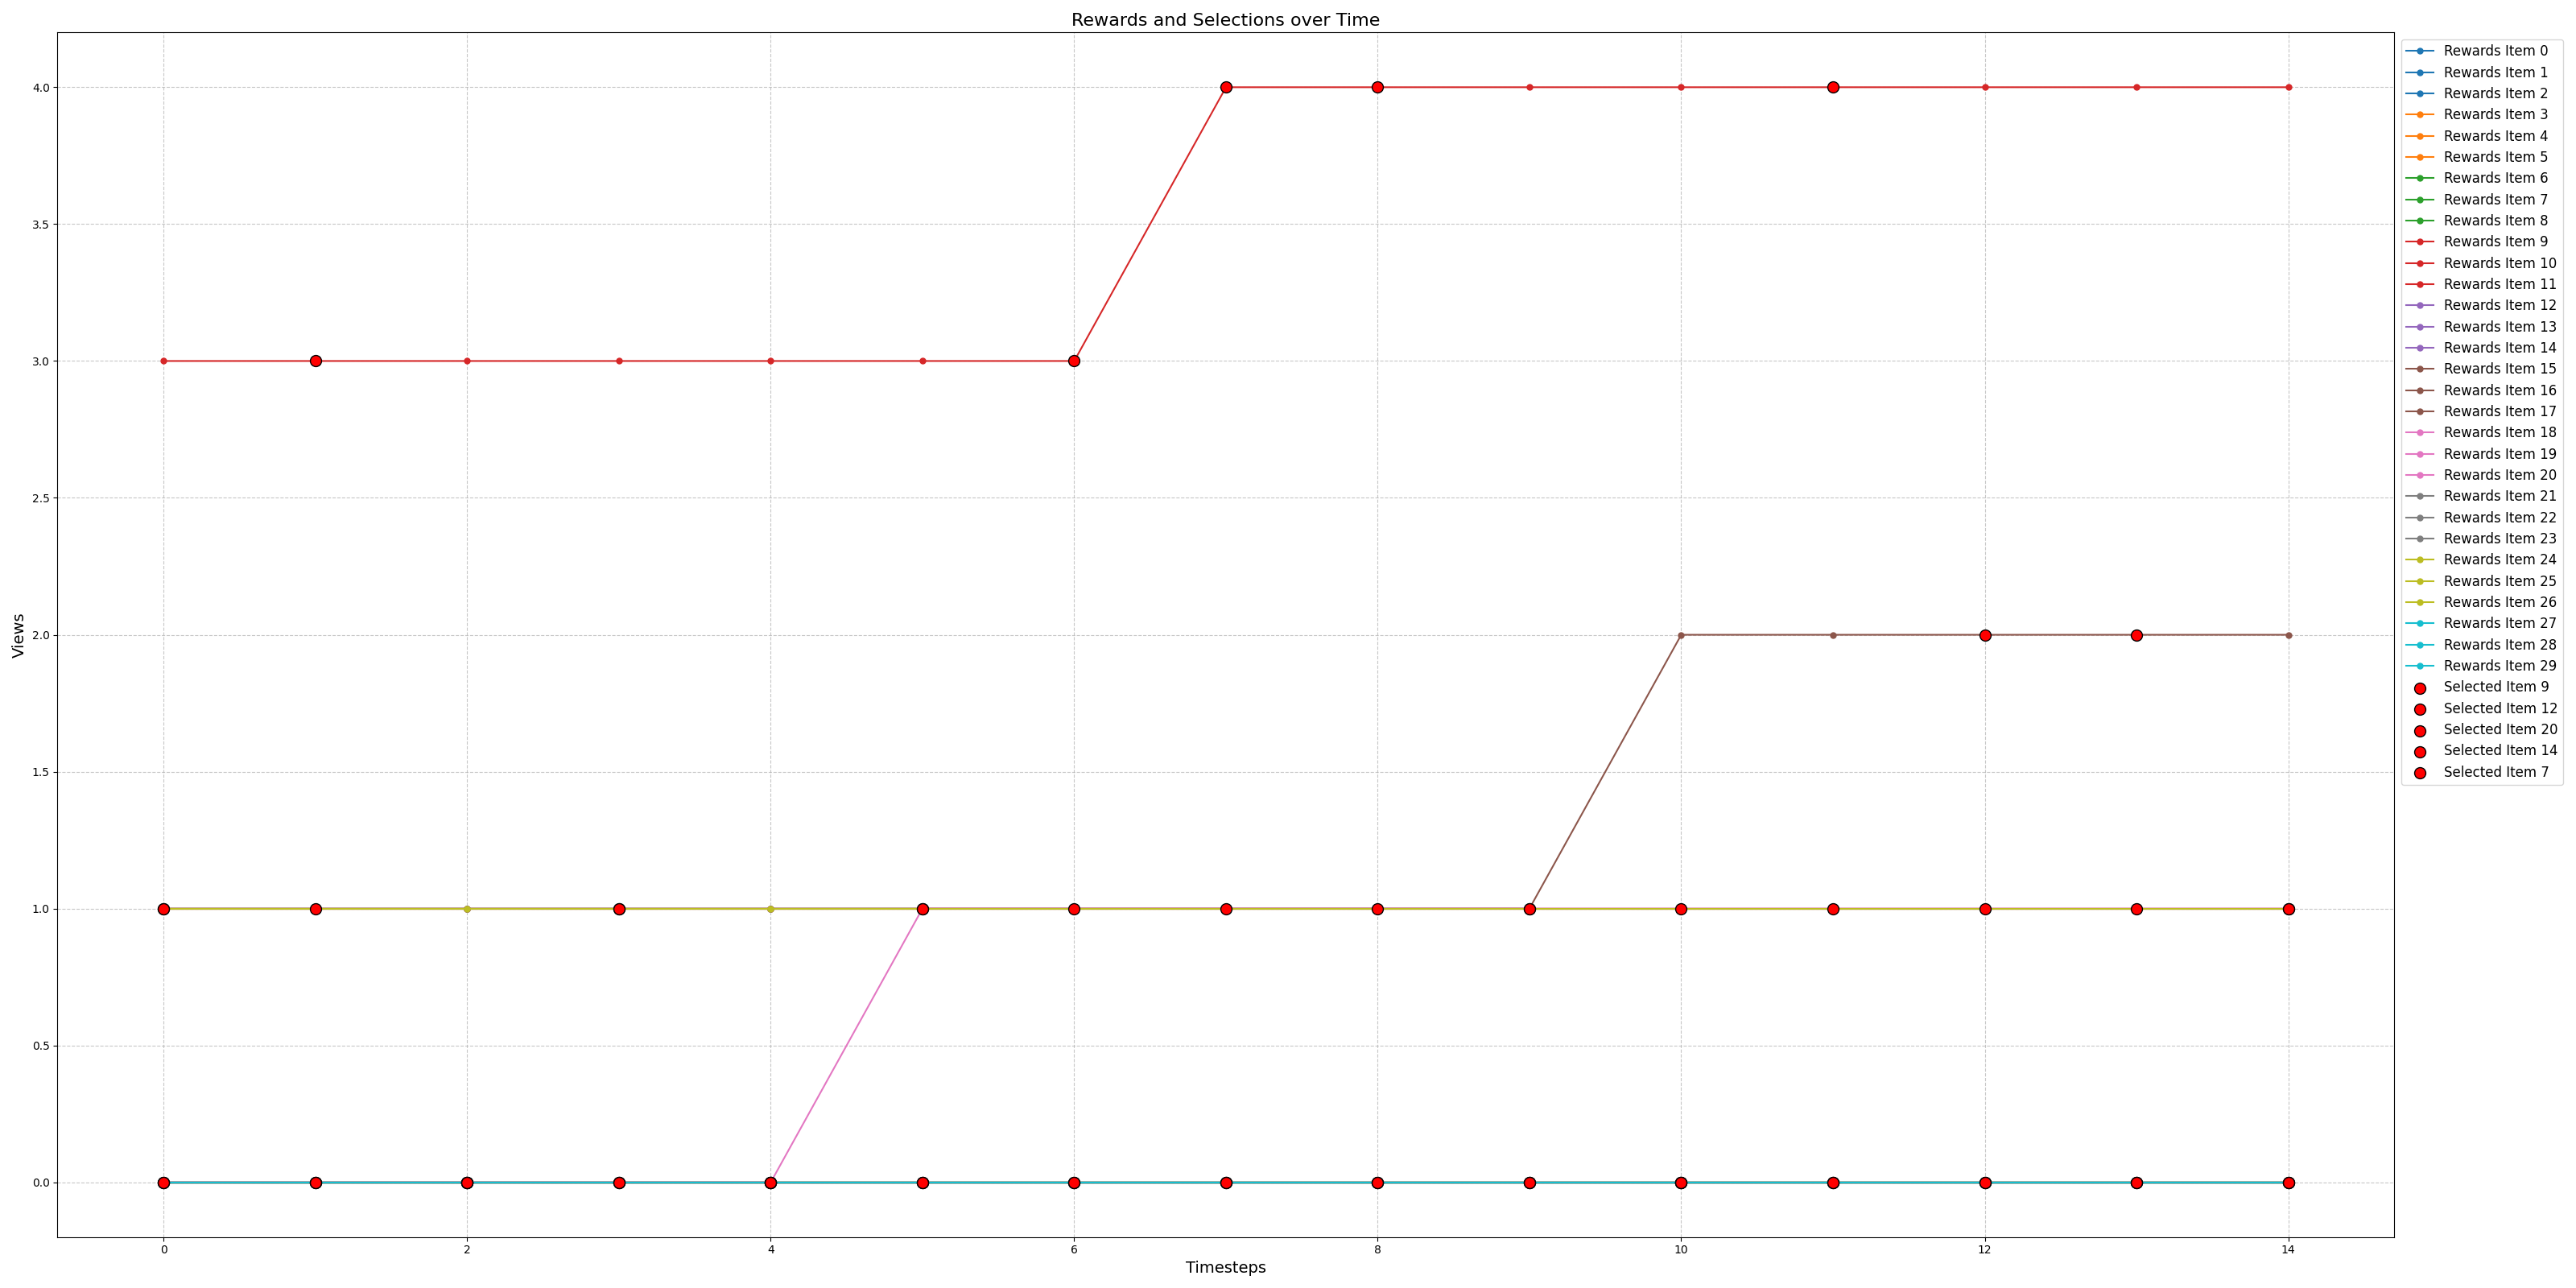 Rewards and Selections over Time
Views
4.0
3.5
3.0
2.5
2.0
1.5
1.0
0.5
0.0
0
2
4
6
8
10
12
14
Timesteps
Rewards Item 0
Rewards Item 1
Rewards Item 2
Rewards Item 3
Rewards Item 4
Rewards Item 5
Rewards Item 6
Rewards Item 7
Rewards Item 8
Rewards Item 9
Rewards Item 10
Rewards Item 11
Rewards Item 12
Rewards Item 13
Rewards Item 14
Rewards Item 15
Rewards Item 16
Rewards Item 17
Rewards Item 18
Rewards Item 19
Rewards Item 20
Rewards Item 21
Rewards Item 22
Rewards Item 23
Rewards Item 24
Rewards Item 25
Rewards Item 26
Rewards Item 27
Rewards Item 28
Rewards Item 29
Selected Item 9
Selected Item 12
Selected Item 20
Selected Item 14
Selected Item 7